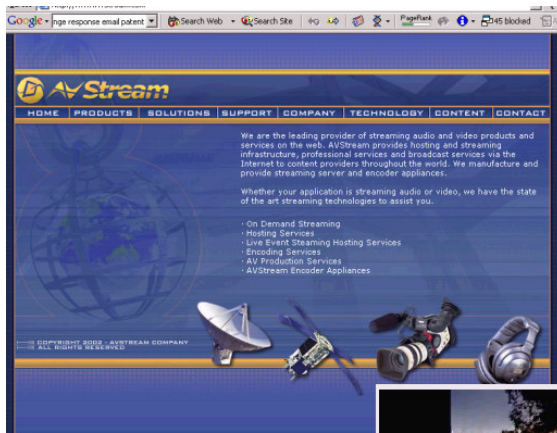 Google
nge response email patent
Search Web
Search Site
PageRank
545 blocked
AVStream
HOME
PRODUCTS
SOLUTIONS
SUPPORT
COMPANY
TECHNOLOGY
CONTENT
CONTACT
We are the leading provider of streaming audio and video products and
services on the web. AVStream provides hosting and streaming
infrastructure, professional services and broadcast services via the
Internet to content providers throughout the world. We manufacture and
provide streaming server and encoder appliances.
Whether your application is streaming audio or video, we have the state
of the art streaming technologies to assist you.
· On Demand Streaming
· Hosting Services
· Live Event Steaming Hosting Services
· Encoding Services
· AV Production Services
· AVStream Encoder Appliances
COPYRIGHT 2002 - AVSTREAM COMPANY
ALL RIGHTS RESERVED